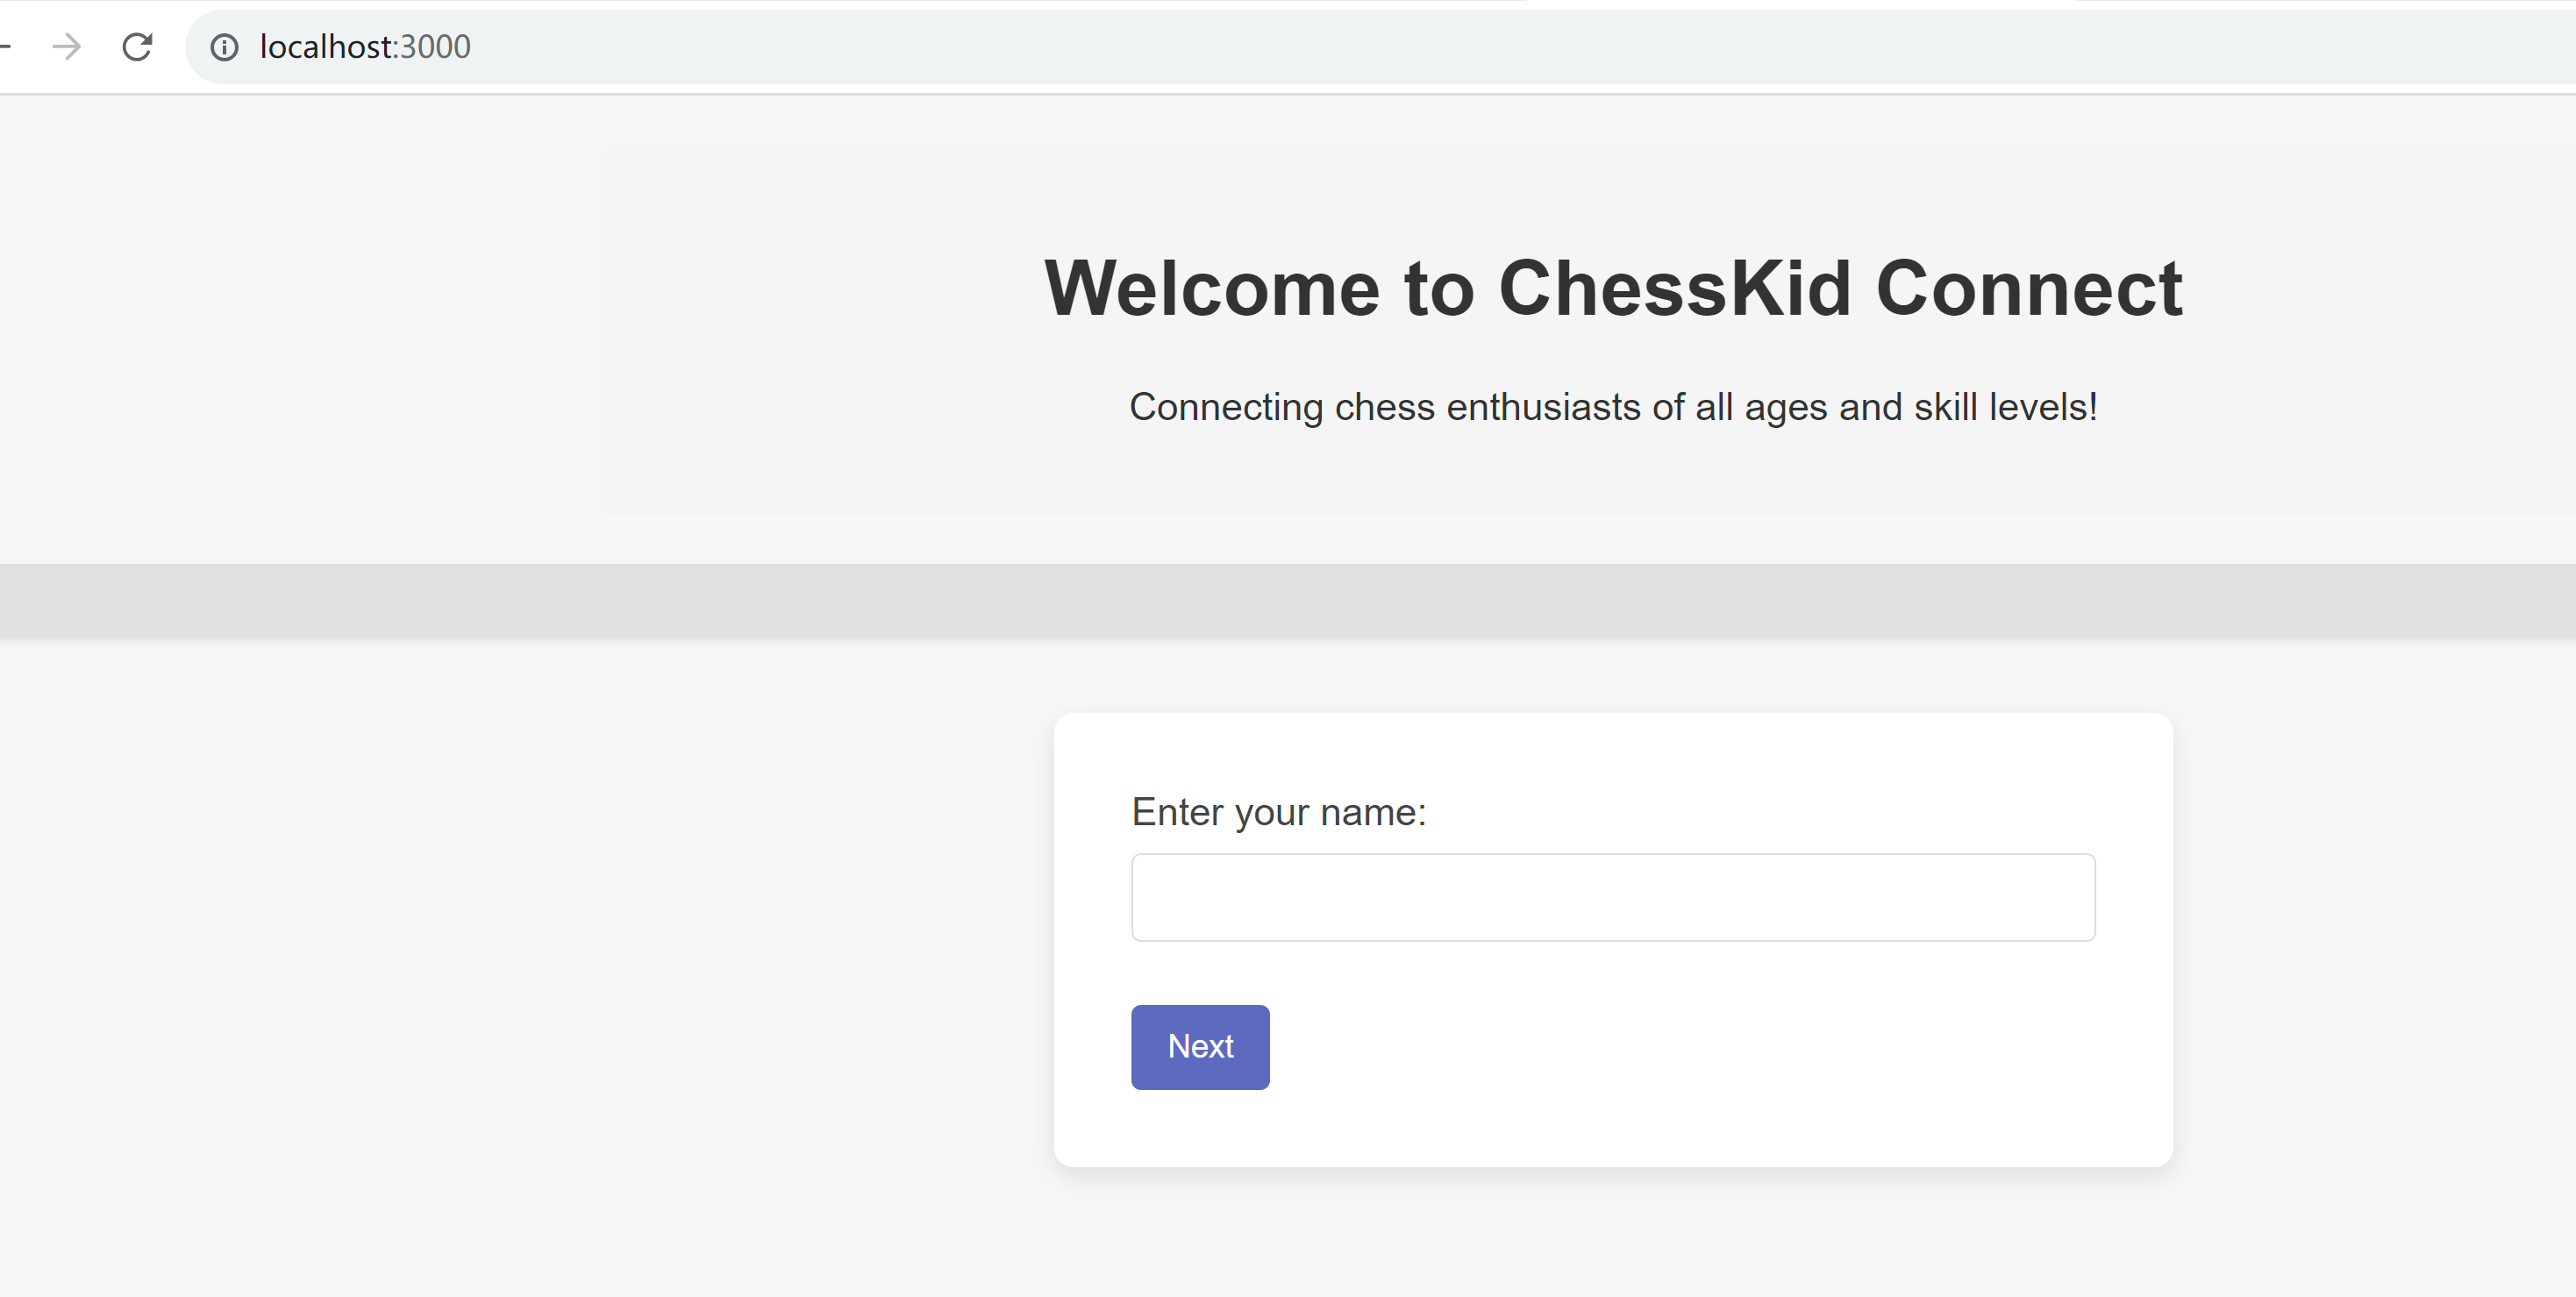 localhost:3000
Welcome to ChessKid Connect
Connecting chess enthusiasts of all ages and skill levels!
Enter your name:
Next